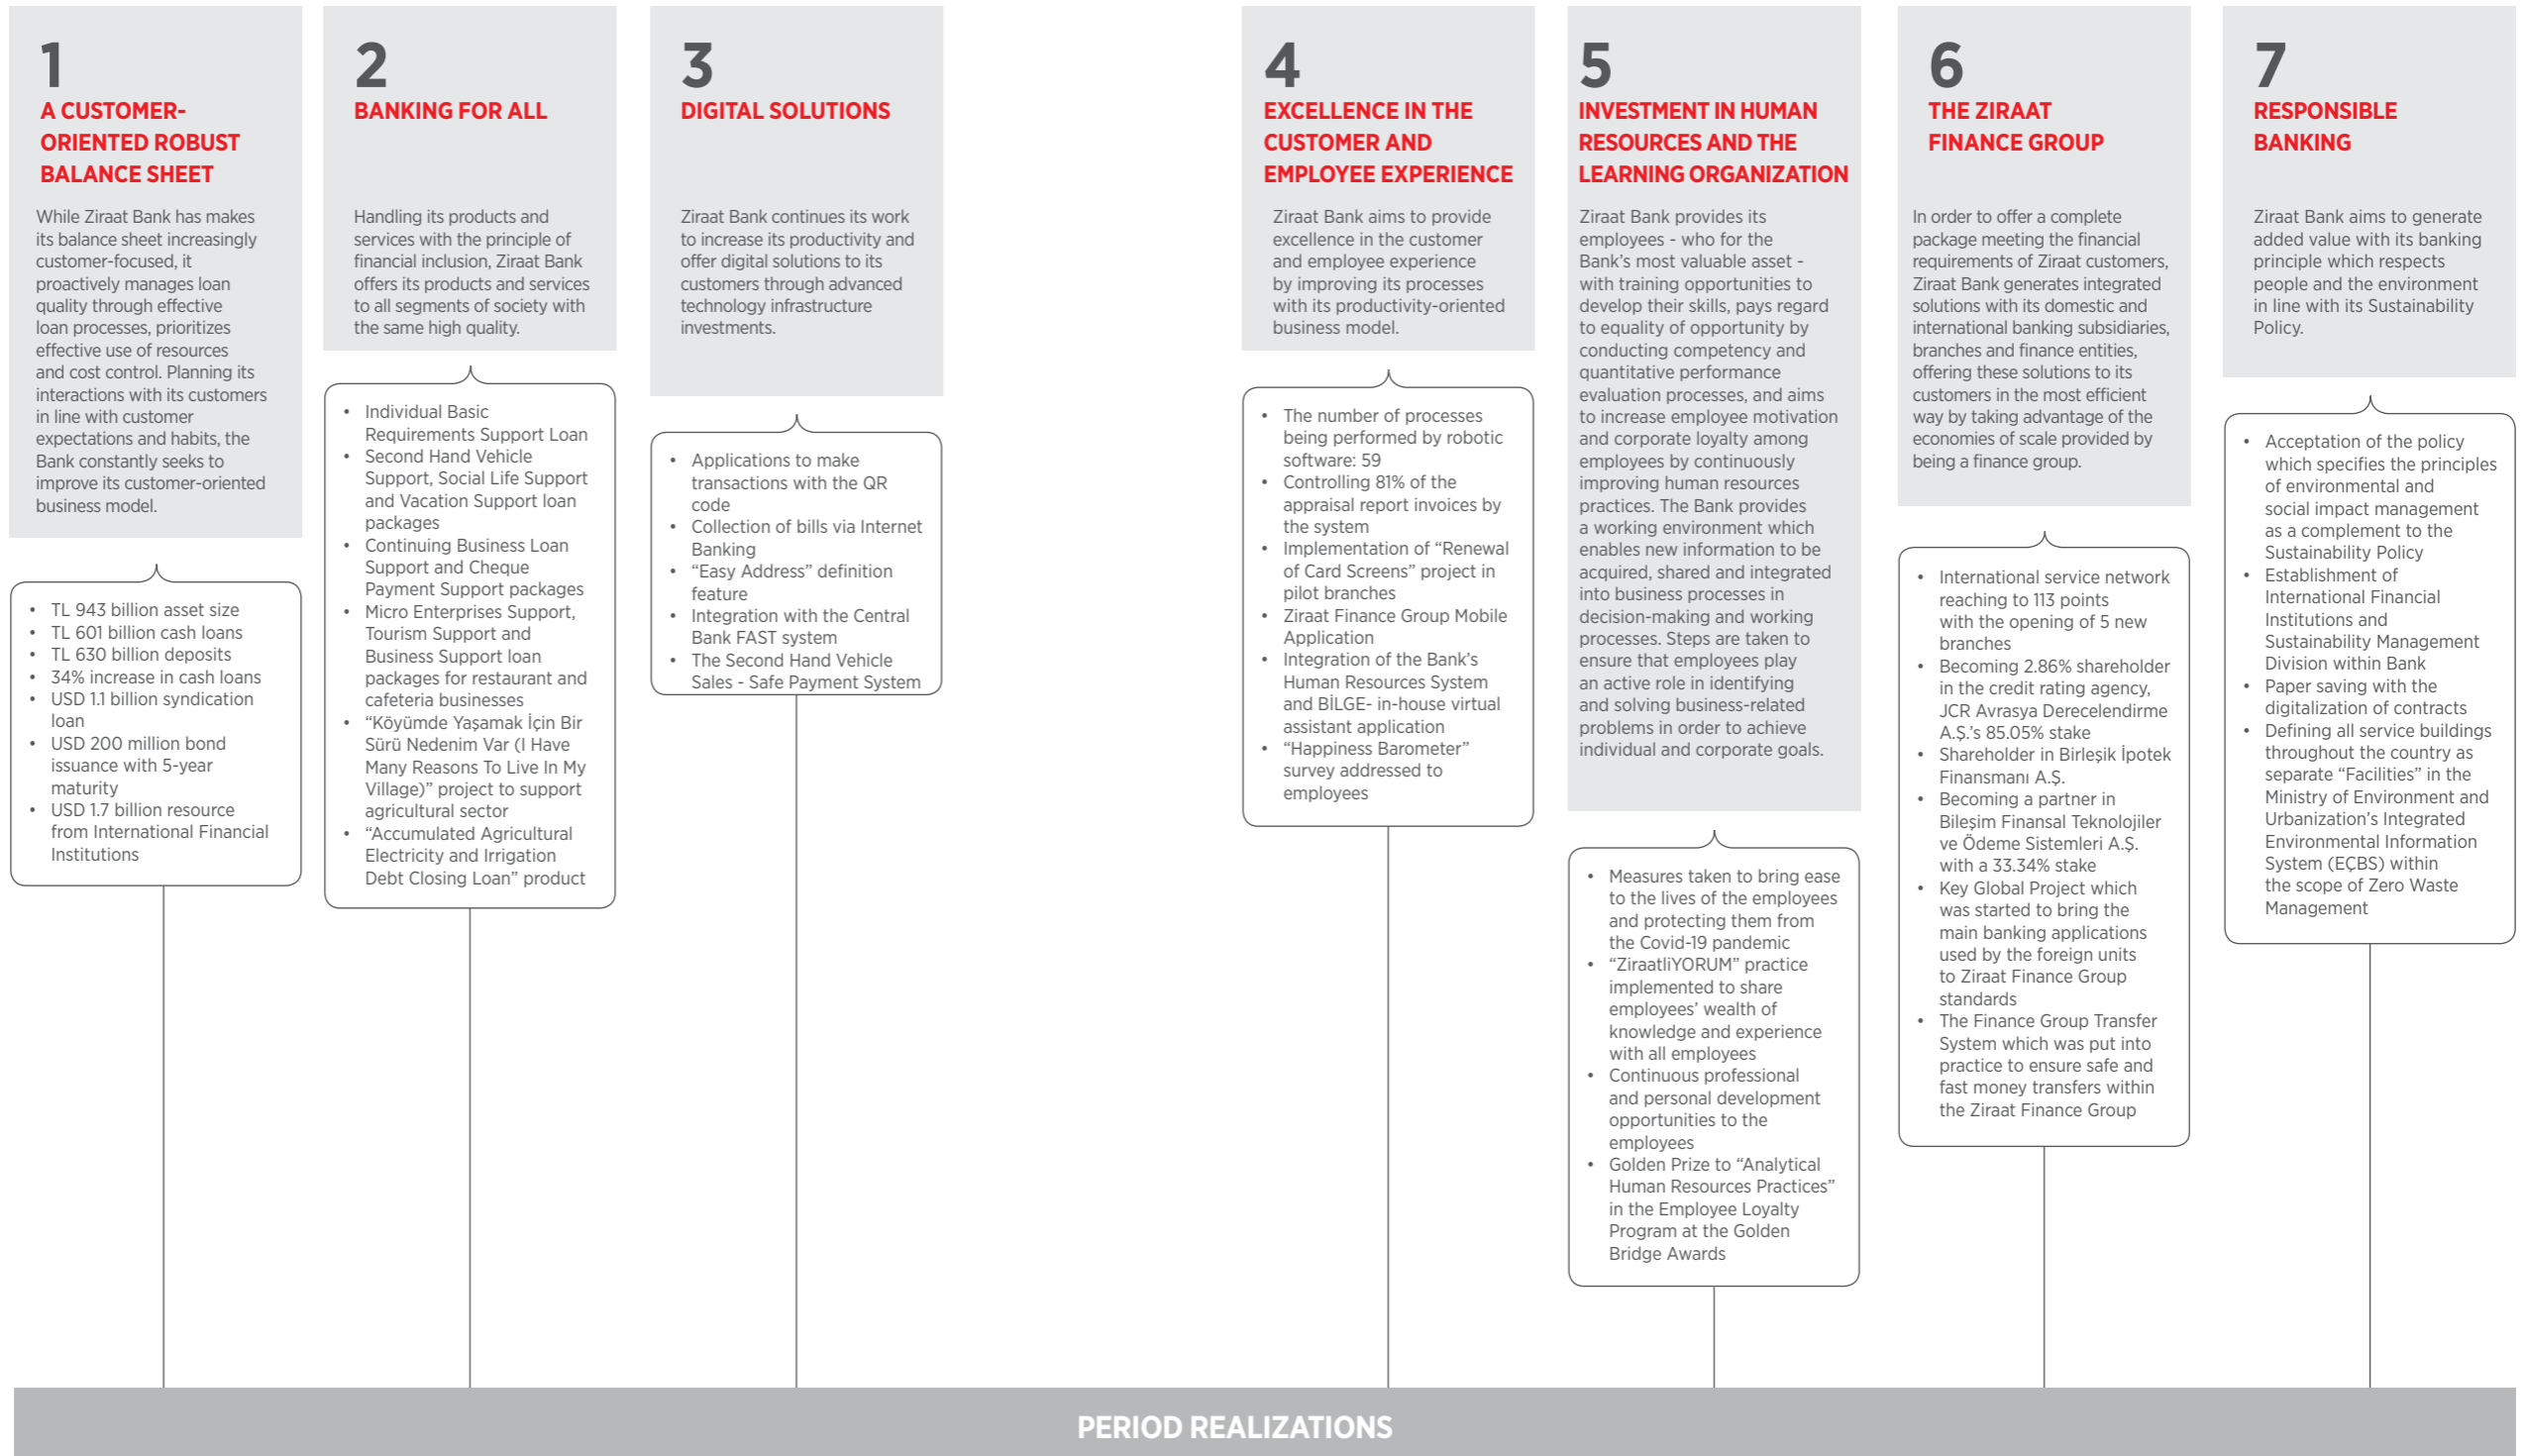 1
A CUSTOMER-
ORIENTED ROBUST
BALANCE SHEET
While Ziraat Bank has makes
its balance sheet increasingly
customer-focused, it
proactively manages loan
quality through effective
loan processes, prioritizes
effective use of resources
and cost control. Planning its
interactions with its customers
in line with customer
expectations and habits, the
Bank constantly seeks to
improve its customer-oriented
business model.
• TL 943 billion asset size
• TL 601 billion cash loans
• TL 630 billion deposits
• 34% increase in cash loans
• USD 1.1 billion syndication
loan
• USD 200 million bond
issuance with 5-year
maturity
• USD 1.7 billion resource
from International Financial
Institutions
2
BANKING FOR ALL
Handling its products and
services with the principle of
financial inclusion, Ziraat Bank
offers its products and services
to all segments of society with
the same high quality.
• Individual Basic
Requirements Support Loan
• Second Hand Vehicle
Support, Social Life Support
and Vacation Support loan
packages
• Continuing Business Loan
Support and Cheque
Payment Support packages
• Micro Enterprises Support,
Tourism Support and
Business Support loan
packages for restaurant and
cafeteria businesses
• “Köyümde Yaşamak İçin Bir
Sürü Nedenim Var (I Have
Many Reasons To Live In My
Village)” project to support
agricultural sector
• “Accumulated Agricultural
Electricity and Irrigation
Debt Closing Loan” product
3
DIGITAL SOLUTIONS
Ziraat Bank continues its work
to increase its productivity and
offer digital solutions to its
customers through advanced
technology infrastructure
investments.
• Applications to make
transactions with the QR
code
• Collection of bills via Internet
Banking
• “Easy Address” definition
feature
• Integration with the Central
Bank FAST system
• The Second Hand Vehicle
Sales - Safe Payment System
4
EXCELLENCE IN THE
CUSTOMER AND
EMPLOYEE EXPERIENCE
Ziraat Bank aims to provide
excellence in the customer
and employee experience
by improving its processes
with its productivity-oriented
business model.
• The number of processes
being performed by robotic
software: 59
• Controlling 81% of the
appraisal report invoices by
the system
• Implementation of “Renewal
of Card Screens” project in
pilot branches
• Ziraat Finance Group Mobile
Application
• Integration of the Bank’s
Human Resources System
and BİLGE- in-house virtual
assistant application
• “Happiness Barometer”
survey addressed to
employees
5
INVESTMENT IN HUMAN
RESOURCES AND THE
LEARNING ORGANIZATION
Ziraat Bank provides its
employees - who for the
Bank’s most valuable asset -
with training opportunities to
develop their skills, pays regard
to equality of opportunity by
conducting competency and
quantitative performance
evaluation processes, and aims
to increase employee motivation
and corporate loyalty among
employees by continuously
improving human resources
practices. The Bank provides
a working environment which
enables new information to be
acquired, shared and integrated
into business processes in
decision-making and working
processes. Steps are taken to
ensure that employees play
an active role in identifying
and solving business-related
problems in order to achieve
individual and corporate goals.
• Measures taken to bring ease
to the lives of the employees
and protecting them from
the Covid-19 pandemic
• “ZiraatliYORUM” practice
implemented to share
employees’ wealth of
knowledge and experience
with all employees
• Continuous professional
and personal development
opportunities to the
employees
• Golden Prize to “Analytical
Human Resources Practices”
in the Employee Loyalty
Program at the Golden
Bridge Awards
6
THE ZIRAAT
FINANCE GROUP
In order to offer a complete
package meeting the financial
requirements of Ziraat customers,
Ziraat Bank generates integrated
solutions with its domestic and
international banking subsidiaries,
branches and finance entities,
offering these solutions to its
customers in the most efficient
way by taking advantage of the
economies of scale provided by
being a finance group.
• International service network
reaching to 113 points
with the opening of 5 new
branches
• Becoming 2.86% shareholder
in the credit rating agency,
JCR Avrasya Derecelendirme
A.Ş.’s 85.05% stake
• Shareholder in Birleşik İpotek
Finansmanı A.Ş.
• Becoming a partner in
Bileşim Finansal Teknolojiler
ve Ödeme Sistemleri A.Ş.
with a 33.34% stake
• Key Global Project which
was started to bring the
main banking applications
used by the foreign units
to Ziraat Finance Group
standards
• The Finance Group Transfer
System which was put into
practice to ensure safe and
fast money transfers within
the Ziraat Finance Group
7
RESPONSIBLE
BANKING
Ziraat Bank aims to generate
added value with its banking
principle which respects
people and the environment
in line with its Sustainability
Policy.
• Acceptation of the policy
which specifies the principles
of environmental and
social impact management
as a complement to the
Sustainability Policy
• Establishment of
International Financial
Institutions and
Sustainability Management
Division within Bank
• Paper saving with the
digitalization of contracts
• Defining all service buildings
throughout the country as
separate “Facilities” in the
Ministry of Environment and
Urbanization’s Integrated
Environmental Information
System (EÇBS) within
the scope of Zero Waste
Management
PERIOD REALIZATIONS